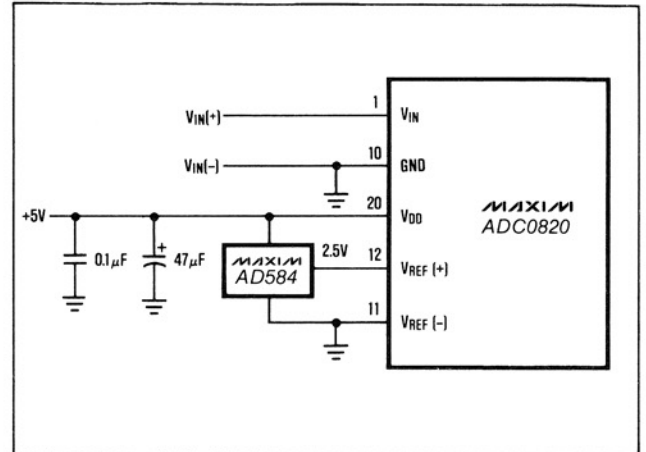 1
VIN(+)
VIN
10
VIN(-)
GND
20
+5V
VDD
MAXIM
ADC0820
0.1µF
+
47µF
MAXIM
AD584
2.5V
12
VREF (+)
11
VREF (-)